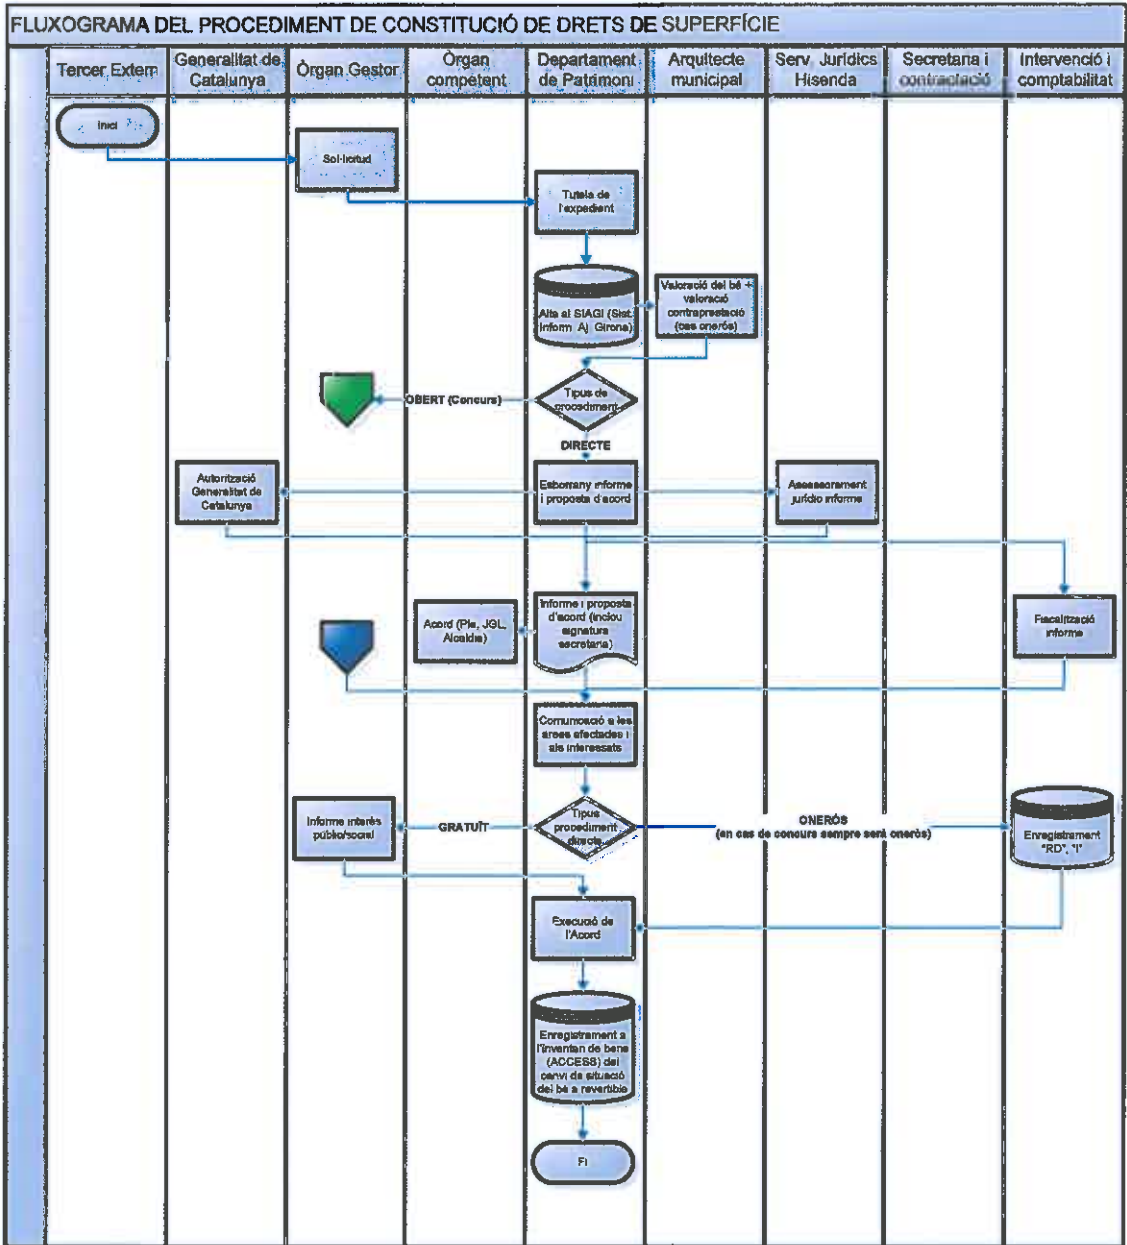 FLUXOGRAMA DEL PROCEDIMENT DE CONSTITUCIÓ DE DRETS DE SUPERFÍCIE
Tercer Extern
Generalitat de
Catalunya
Òrgan Gestor
Òrgan
competent
Departament
de Patrimoni
Arquitecte
municipal
Serv. Jurídics
Hisenda
Secretaria i
contractació
Intervenció i
comptabilitat
Inici
Sol·licitud
Tutela de
l'expedient
Alta al SIAGI (Sist.
Inform Aj Girona)
Valoració del bé +
valoració
contraprestació
(cas onerós)
Tipus de
procediment
OBERT (Concurs)
DIRECTE
Autorització
Generalitat de
Catalunya
Esborrany informe
i proposta d'acord
Assessorament
jurídic informe
Acord (Ple, JGL,
Alcaldia)
Informe i proposta
d'acord (inclou
signatura
secretaria)
Fiscalització
informe
Comunicació a les
àrees afectades i
als interessats
Informe interès
públic/social
GRATUÏT
Tipus
procediment
directe
ONERÓS
(en cas de concurs sempre serà onerós)
Enregistrament
"RD", "I"
Execució de
l'Acord
Enregistrament a
l'inventari de béns
(ACCESS) del
canvi de situació
del bé a revertible
Fi